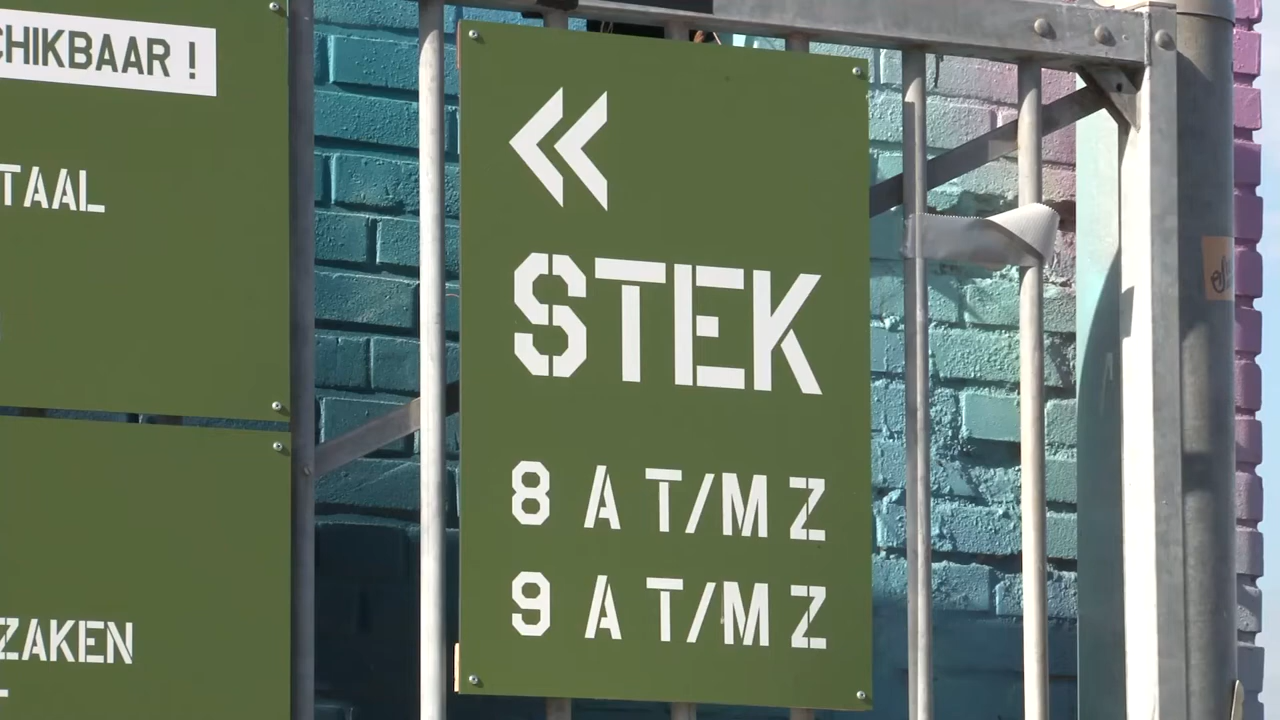 CHIKBAAR !
TAAL
ZAKEN
«
STEK
8 A T/M Z
9 A T/M Z